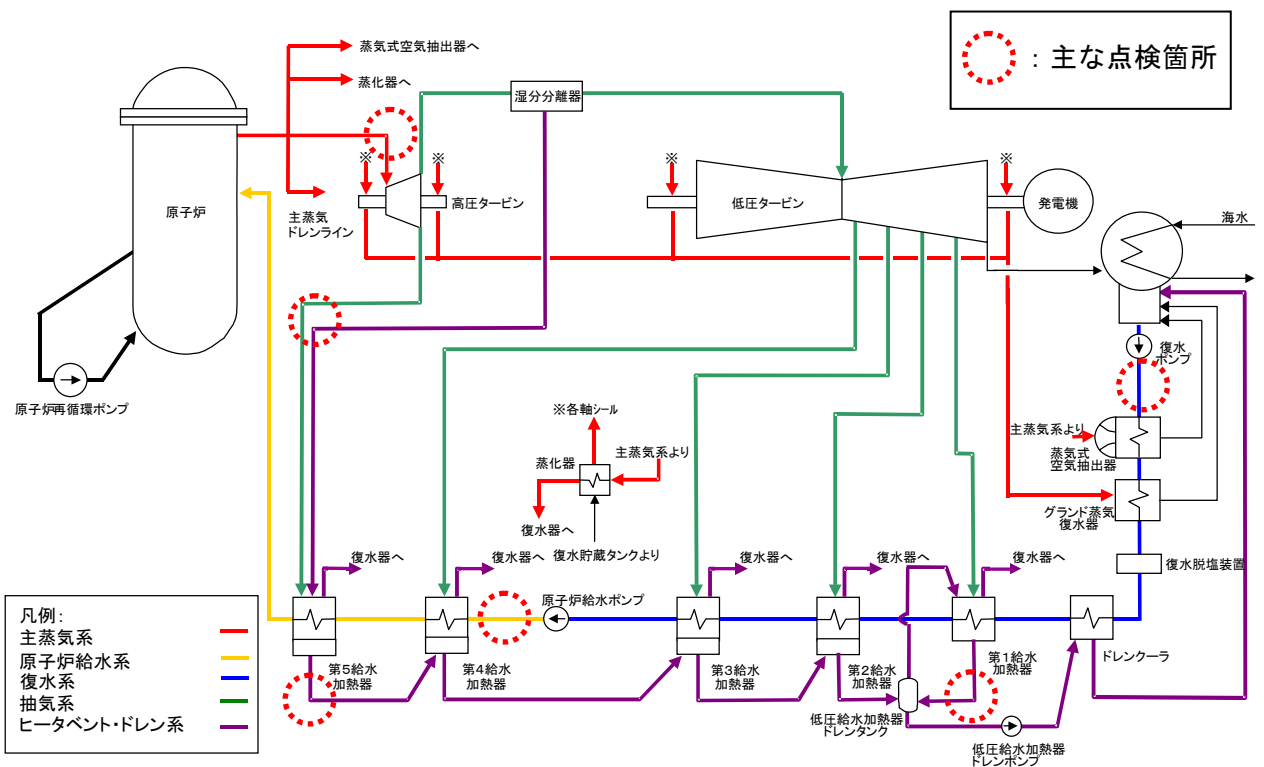 ：主な点検箇所
蒸気式空気抽出器へ
蒸化器へ
湿分分離器
※
※
※
※
原子炉
主蒸気
ドレンライン
高圧タービン
低圧タービン
発電機
海水
復水
ポンプ
原子炉再循環ポンプ
※各軸シール
蒸化器
主蒸気系より
復水器へ
復水貯蔵タンクより
主蒸気系より
蒸気式
空気抽出器
グランド蒸気
復水器
復水脱塩装置
復水器へ
復水器へ
復水器へ
復水器へ
復水器へ
原子炉給水ポンプ
第5給水
加熱器
第4給水
加熱器
第3給水
加熱器
第2給水
加熱器
第1給水
加熱器
ドレンクーラ
低圧給水加熱器
ドレンタンク
低圧給水加熱器
ドレンポンプ
凡例：
主蒸気系
原子炉給水系
復水系
抽気系
ヒータベント・ドレン系